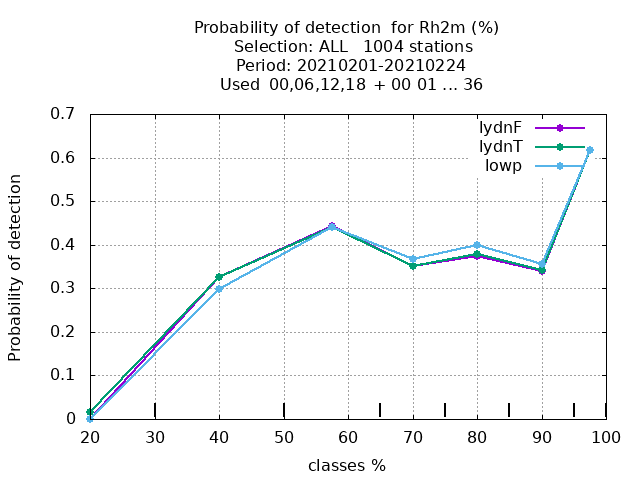 Probability of detection  for Rh2m (%)
Selection: ALL   1004 stations
Period: 20210201-20210224
Used  00,06,12,18  + 00 01 ... 36
Probability of detection
0.7
0.6
0.5
0.4
0.3
0.2
0.1
0
lydnF
lydnT
lowp
20 30 40 50 60 70 80 90 100
classes %